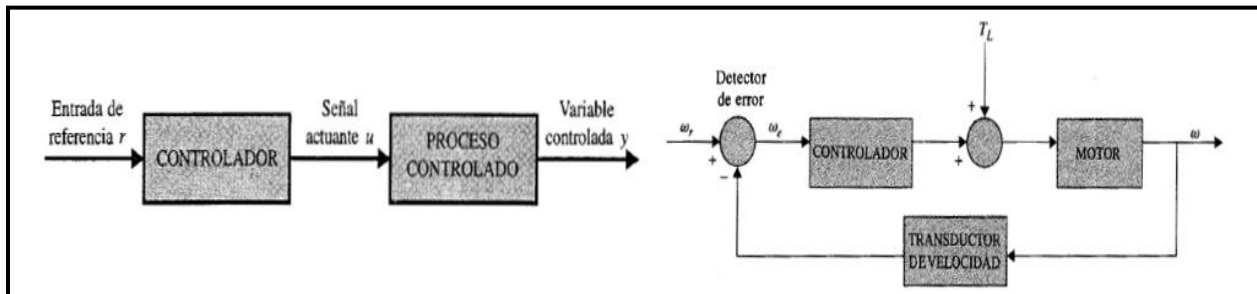 Entrada de
referencia r
CONTROLADOR
Señal
actuante u
PROCESO
CONTROLADO
Variable
controlada y
T_L
Detector
de error
ω_r
+
−
ω_e
CONTROLADOR
+
+
MOTOR
ω
TRANSDUCTOR
DE VELOCIDAD